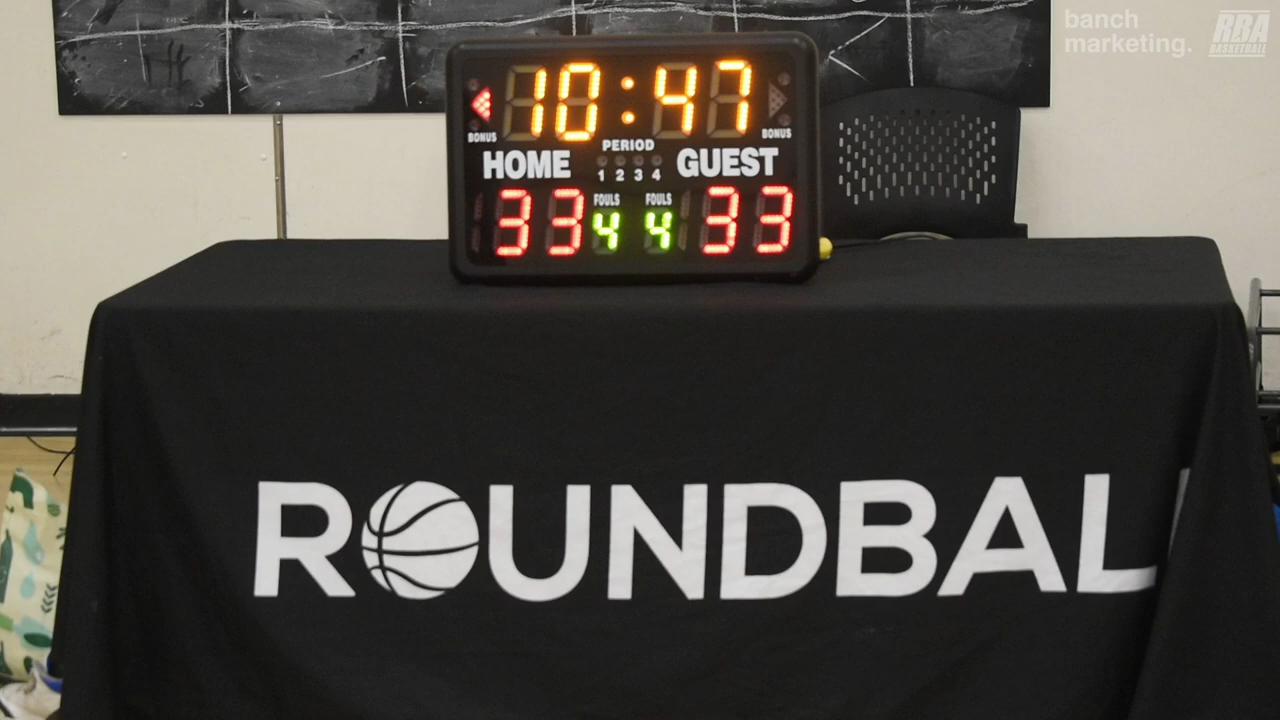 banch
marketing.
RBA
BASKETBALL
10:47
BONUS
BONUS
PERIOD
HOME
1 2 3 4
GUEST
FOULS
FOULS
33
4
4
33
ROUNDBAL